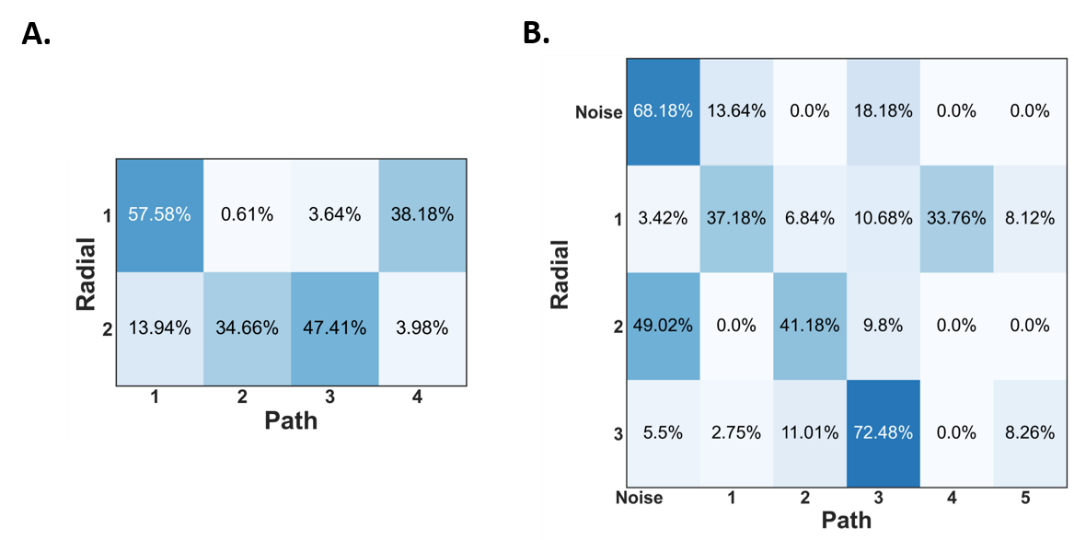 A.
1 57.58% 0.61% 3.64% 38.18%
2 13.94% 34.66% 47.41% 3.98%
Radial
1 2 3 4
Path
B.
Noise 68.18% 13.64% 0.0% 18.18% 0.0% 0.0%
1 3.42% 37.18% 6.84% 10.68% 33.76% 8.12%
2 49.02% 0.0% 41.18% 9.8% 0.0% 0.0%
3 5.5% 2.75% 11.01% 72.48% 0.0% 8.26%
Radial
Noise 1 2 3 4 5
Path